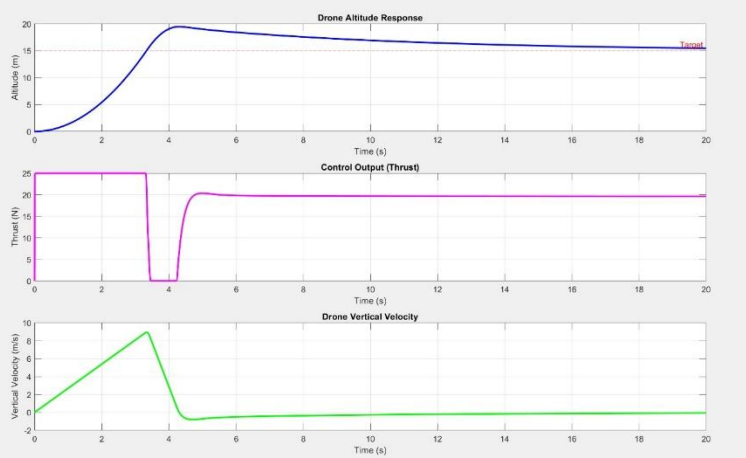 Drone Altitude Response
20
15
10
5
0
Altitude (m)
Target
0 2 4 6 8 10 12 14 16 18 20
Time (s)
Control Output (Thrust)
25
20
15
10
5
0
Thrust (N)
0 2 4 6 8 10 12 14 16 18 20
Time (s)
Drone Vertical Velocity
10
8
6
4
2
0
-2
Vertical Velocity (m/s)
0 2 4 6 8 10 12 14 16 18 20
Time (s)